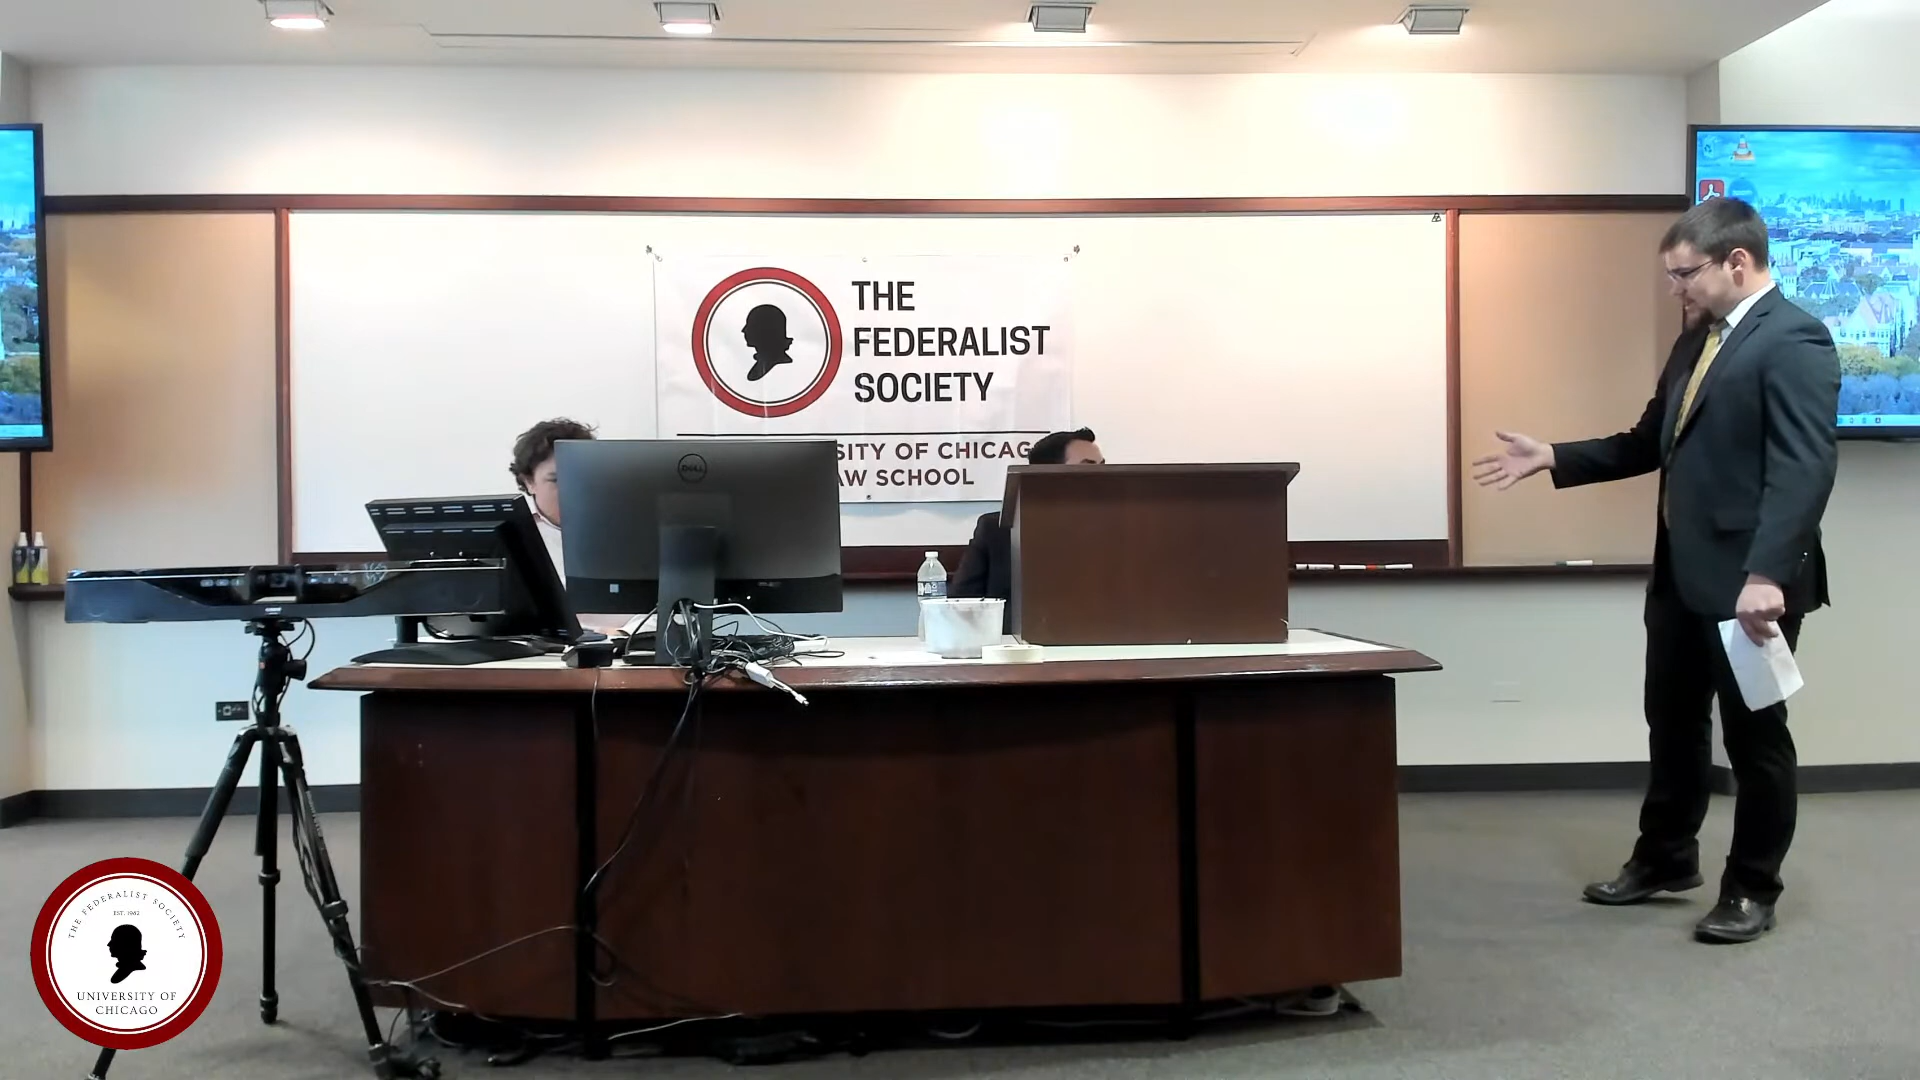 THE
FEDERALIST
SOCIETY
SITY OF CHICAG
AW SCHOOL
DELL
THE FEDERALIST SOCIETY
EST. 1982
UNIVERSITY OF
CHICAGO